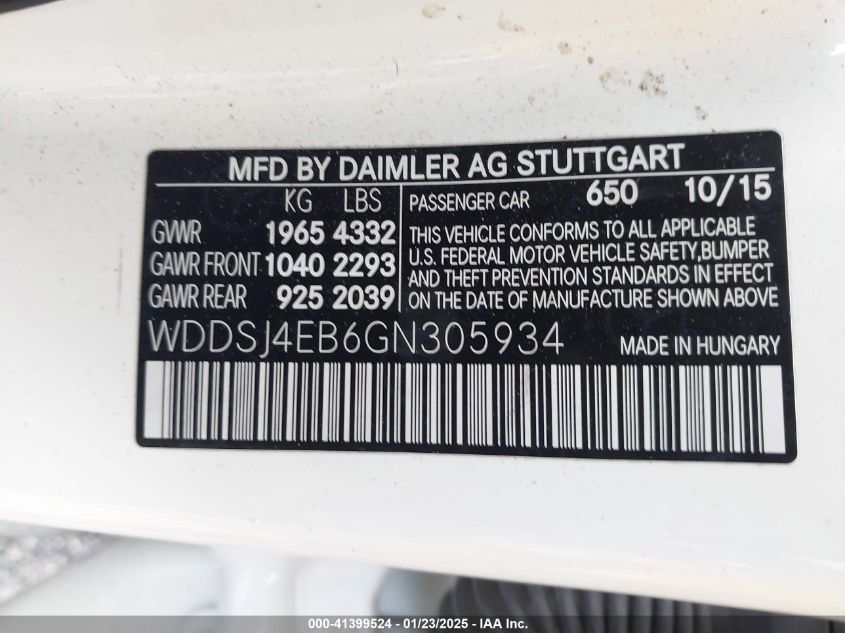 MFD BY DAIMLER AG STUTTGART
KG LBS
GVWR 1965 4332
GAWR FRONT 1040 2293
GAWR REAR 925 2039
PASSENGER CAR 650 10/15
THIS VEHICLE CONFORMS TO ALL APPLICABLE
U.S. FEDERAL MOTOR VEHICLE SAFETY,BUMPER
AND THEFT PREVENTION STANDARDS IN EFFECT
ON THE DATE OF MANUFACTURE SHOWN ABOVE
WDDSJ4EB6GN305934
MADE IN HUNGARY
000-41399524 - 01/23/2025 - IAA Inc.